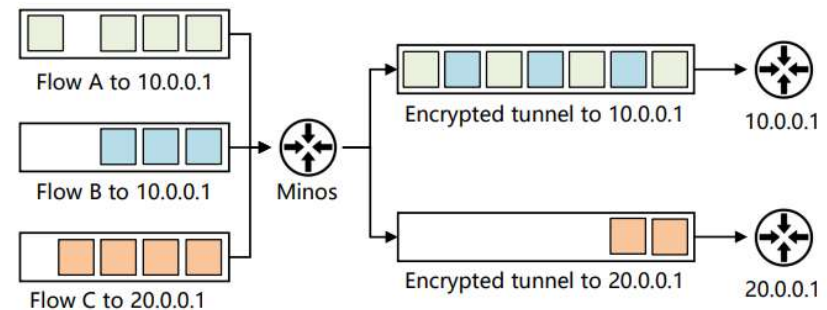 Flow A to 10.0.0.1
Flow B to 10.0.0.1
Flow C to 20.0.0.1
Minos
Encrypted tunnel to 10.0.0.1
10.0.0.1
Encrypted tunnel to 20.0.0.1
20.0.0.1